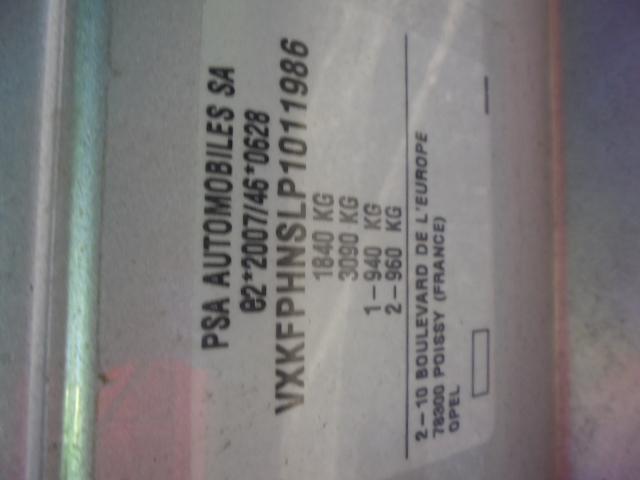 PSA AUTOMOBILES SA
e2*2007/46*0628
VXKFPHNSLP1011986
1840 KG
3090 KG
1-940 KG
2-960 KG
2-10 BOULEVARD DE L'EUROPE
78300 POISSY (FRANCE)
OPEL